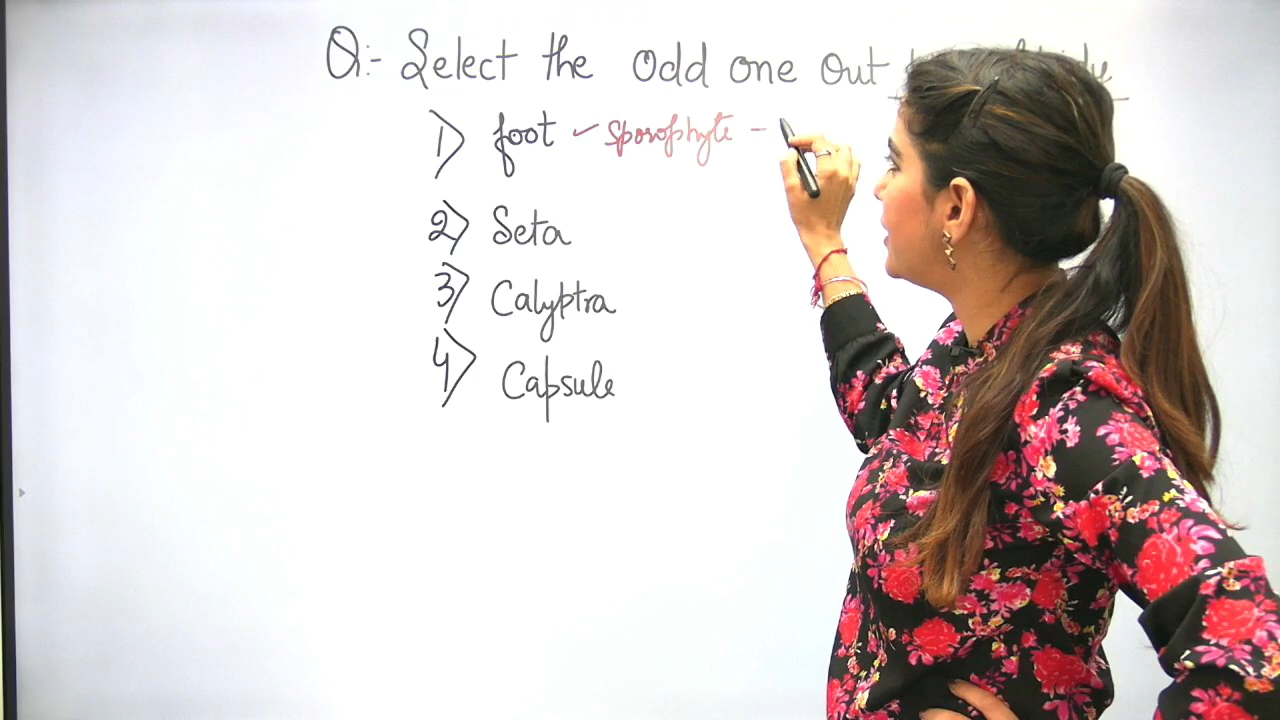 Q:- Select the odd one out
1) foot ✓ sporophyte -
2) Seta
3) Calyptra
4) Capsule